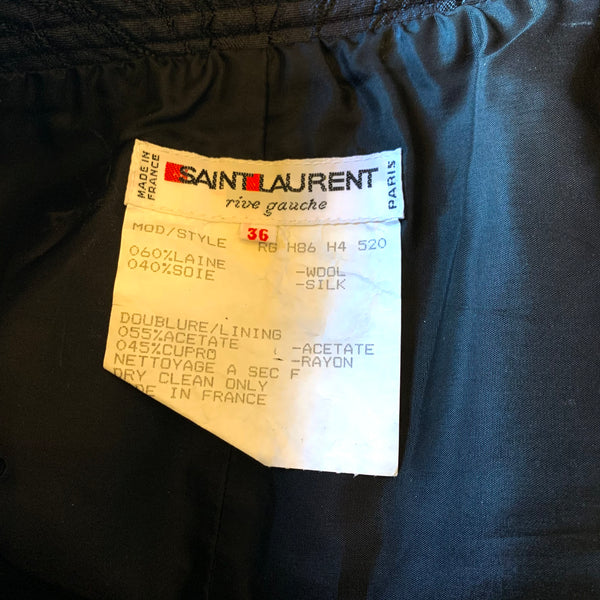 MADE IN
FRANCE
SAINT LAURENT
rive gauche
PARIS
36
MOD/STYLE RG H86 H4 520
060%LAINE -WOOL
040%SOIE -SILK
DOUBLURE/LINING
055%ACETATE -ACETATE
045%CUPRO -RAYON
NETTOYAGE A SEC F
DRY CLEAN ONLY
DE IN FRANCE